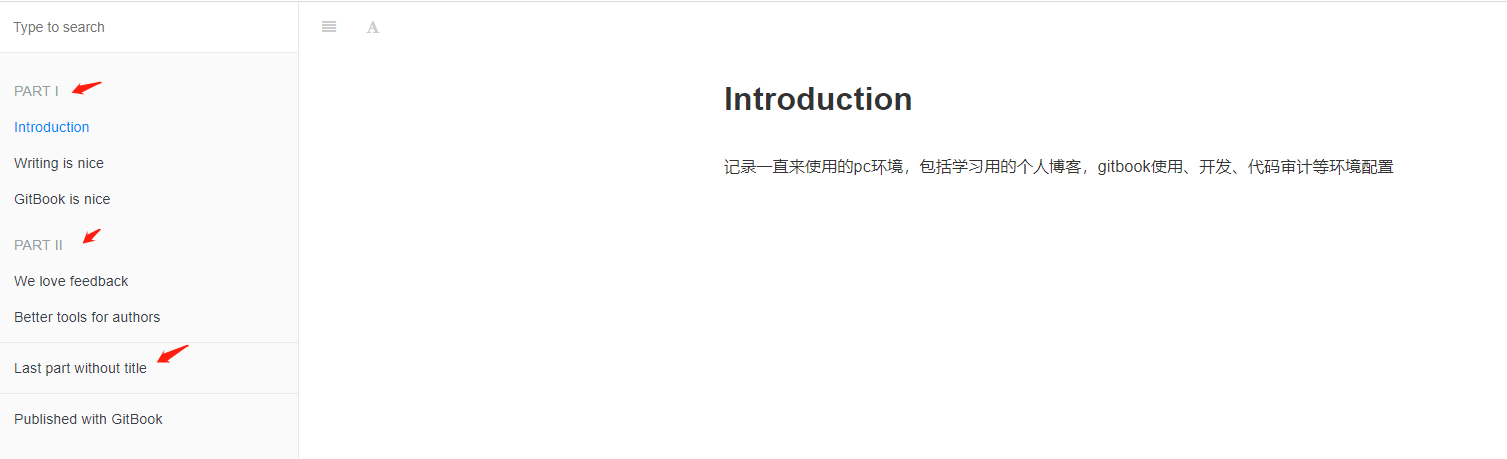 Type to search
A
PART I
Introduction
Writing is nice
GitBook is nice
PART II
We love feedback
Better tools for authors
Last part without title
Published with GitBook
Introduction
记录一直来使用的pc环境，包括学习用的个人博客，gitbook使用、开发、代码审计等环境配置